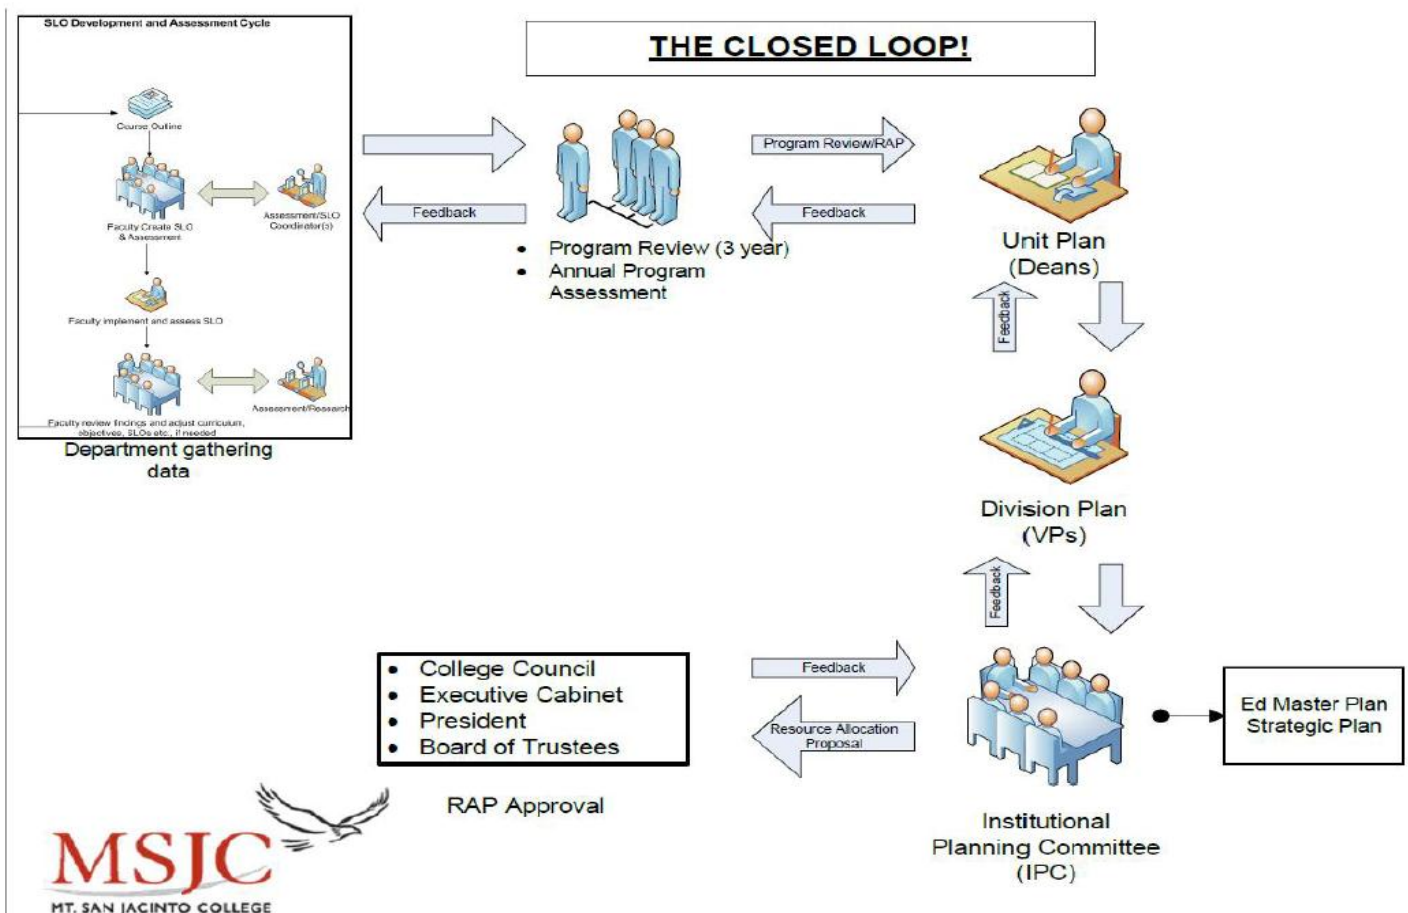 SLO Development and Assessment Cycle
THE CLOSED LOOP!
Course Outline
Faculty Create SLO
& Assessment
Assessment/SLO
Coordinator(s)
Faculty implement and assess SLO
Assessment/Research
Faculty review findings and adjust curriculum,
objectives, SLOs etc., if needed
Department gathering
data
Feedback
• Program Review (3 year)
• Annual Program
Assessment
Program Review/RAP
Feedback
Unit Plan
(Deans)
Feedback
Division Plan
(VPs)
Feedback
• College Council
• Executive Cabinet
• President
• Board of Trustees
RAP Approval
Feedback
Resource Allocation
Proposal
Institutional
Planning Committee
(IPC)
Ed Master Plan
Strategic Plan
MSJC
MT. SAN JACINTO COLLEGE